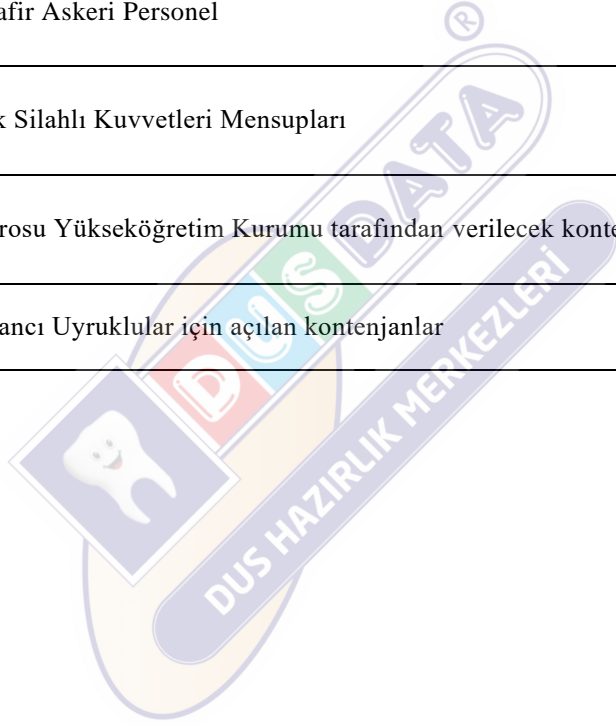 afir Askeri Personel
k Silahlı Kuvvetleri Mensupları
rosu Yükseköğretim Kurumu tarafından verilecek konte
ancı Uyruklular için açılan kontenjanlar
DUS DATA ®
DUS HAZIRLIK MERKEZLERİ